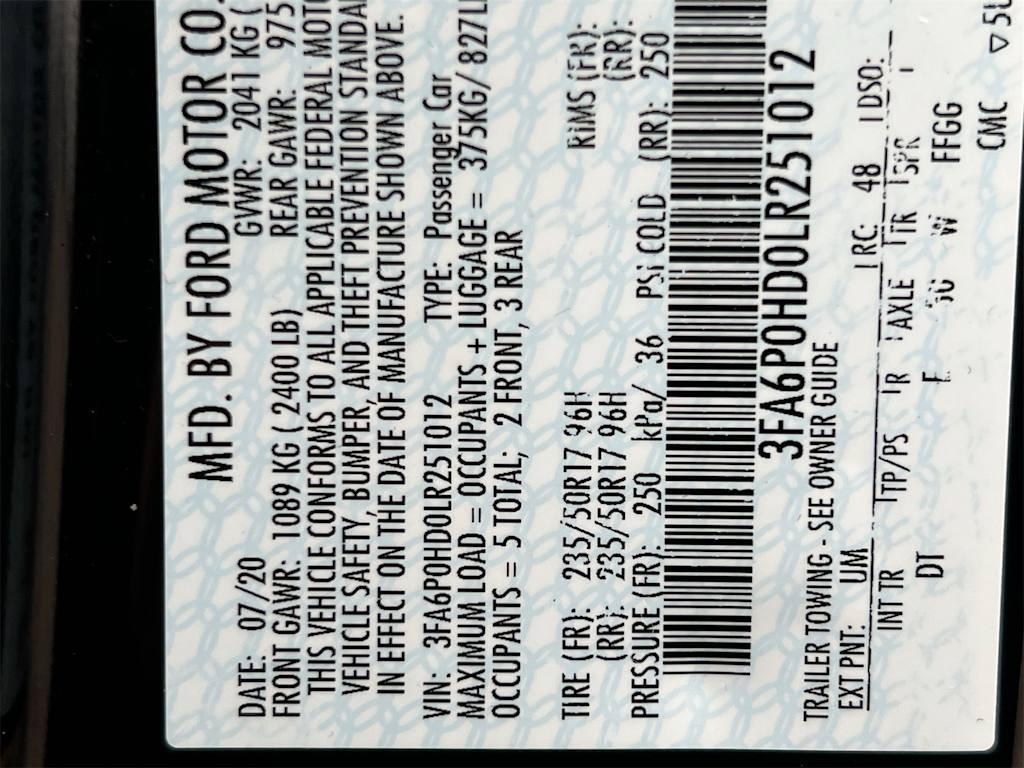 MFD. BY FORD MOTOR CO.
DATE: 07/20 GVWR: 2041 KG (
FRONT GAWR: 1089 KG ( 2400 LB) REAR GAWR: 975
THIS VEHICLE CONFORMS TO ALL APPLICABLE FEDERAL MOT
VEHICLE SAFETY, BUMPER, AND THEFT PREVENTION STANDA
IN EFFECT ON THE DATE OF MANUFACTURE SHOWN ABOVE.
VIN: 3FA6P0HD0LR251012 TYPE: Passenger Car
MAXIMUM LOAD = OCCUPANTS + LUGGAGE = 375KG/ 827L
OCCUPANTS = 5 TOTAL; 2 FRONT, 3 REAR
TIRE (FR): 235/50R17 96H RIMS (FR):
(RR): 235/50R17 96H (RR):
PRESSURE (FR): 250 kPa/ 36 PSI COLD (RR): 250
3FA6P0HD0LR251012
TRAILER TOWING - SEE OWNER GUIDE
EXT PNT: UM RC: 48 DSO:
INT TR TP/PS R AXLE TR SPR
DT F 5G W FFGG
CMC
▽ 5U